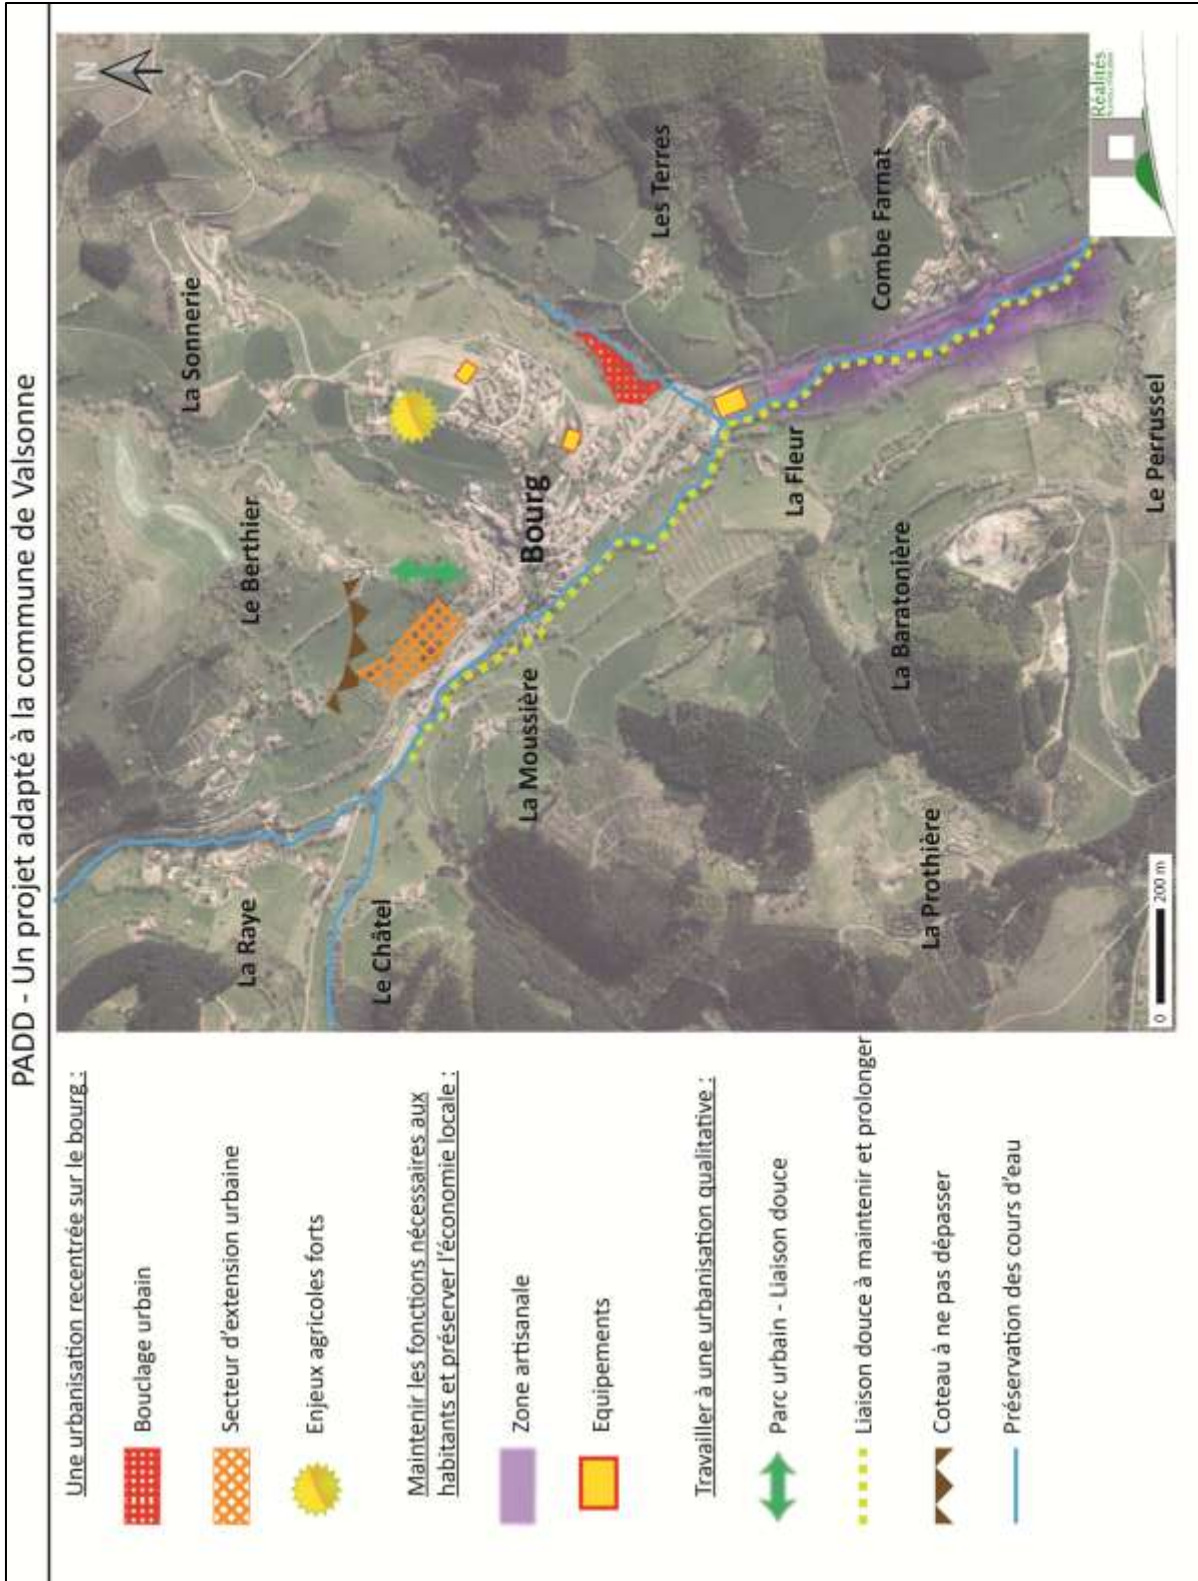 PADD - Un projet adapté à la commune de Valsonne
Une urbanisation recentrée sur le bourg :
Bouclage urbain
Secteur d'extension urbaine
Enjeux agricoles forts
Maintenir les fonctions nécessaires aux
habitants et préserver l'économie locale :
Zone artisanale
Equipements
Travailler à une urbanisation qualitative :
Parc urbain - Liaison douce
Liaison douce à maintenir et prolonger
Coteau à ne pas dépasser
Préservation des cours d'eau
N
La Sonnerie
Le Berthier
La Raye
Le Châtel
Bourg
La Moussière
Les Terres
La Fleur
Combe Farnat
La Baratonière
La Prothière
Le Perrussel
0 200 m
Réalités